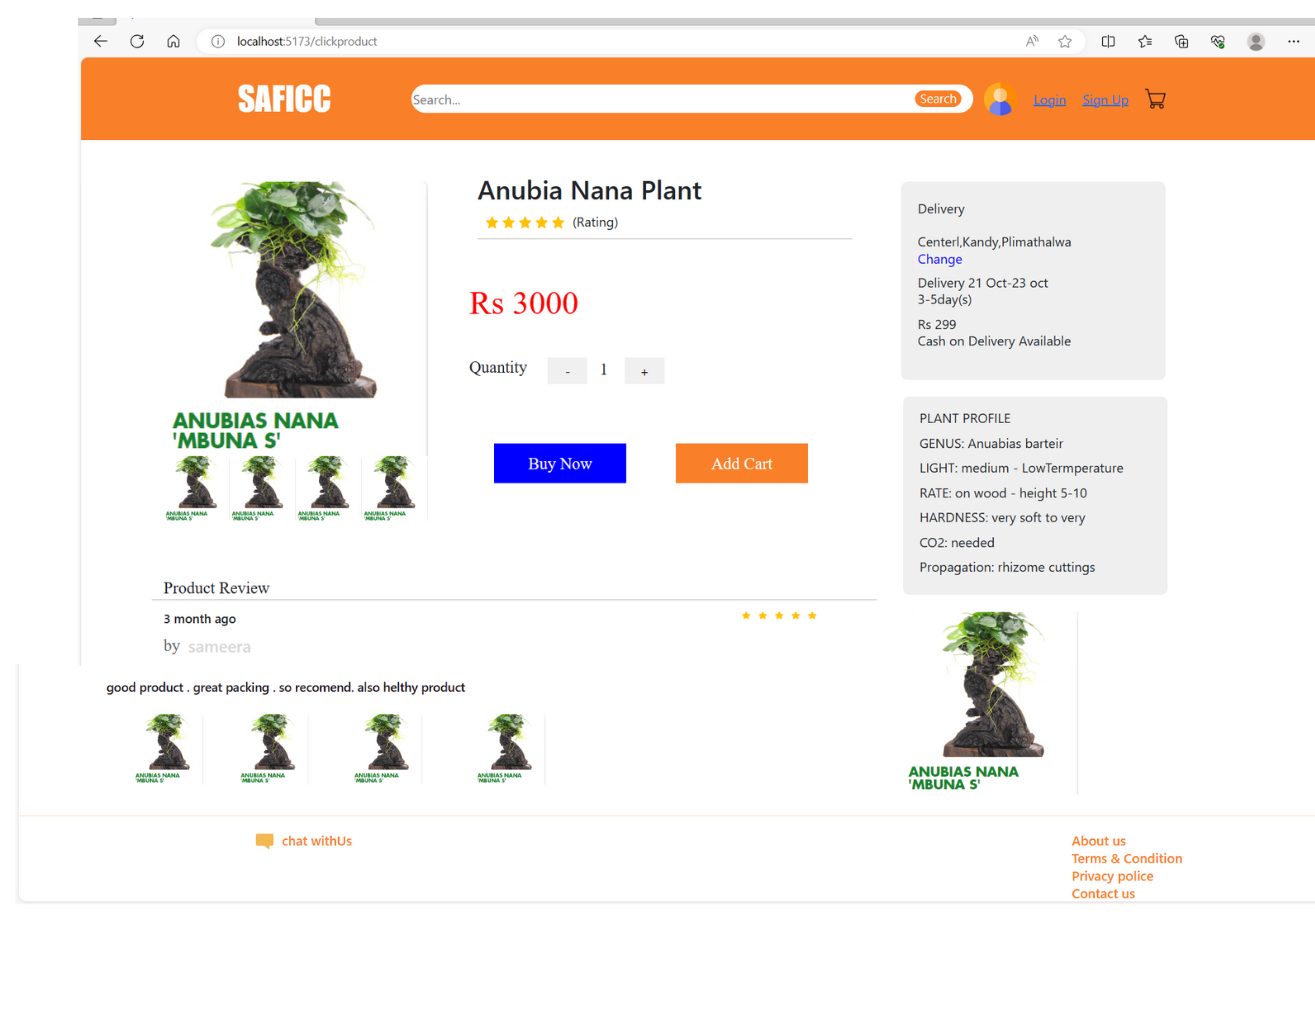 localhost:5173/clickproduct
SAFICC
Search...
Search
Login
Sign Up
Anubia Nana Plant
(Rating)
Rs 3000
Quantity
-
1
+
Buy Now
Add Cart
ANUBIAS NANA
'MBUNA S'
ANUBIAS NANA
'MBUNA S'
ANUBIAS NANA
'MBUNA S'
ANUBIAS NANA
'MBUNA S'
ANUBIAS NANA
'MBUNA S'
Delivery
Centerl,Kandy,Plimathalwa
Change
Delivery 21 Oct-23 oct
3-5day(s)
Rs 299
Cash on Delivery Available
PLANT PROFILE
GENUS: Anuabias barteir
LIGHT: medium - LowTermperature
RATE: on wood - height 5-10
HARDNESS: very soft to very
CO2: needed
Propagation: rhizome cuttings
Product Review
3 month ago
by sameera
good product . great packing . so recomend. also helthy product
ANUBIAS NANA
'MBUNA S'
ANUBIAS NANA
'MBUNA S'
ANUBIAS NANA
'MBUNA S'
ANUBIAS NANA
'MBUNA S'
ANUBIAS NANA
'MBUNA S'
chat withUs
About us
Terms & Condition
Privacy police
Contact us